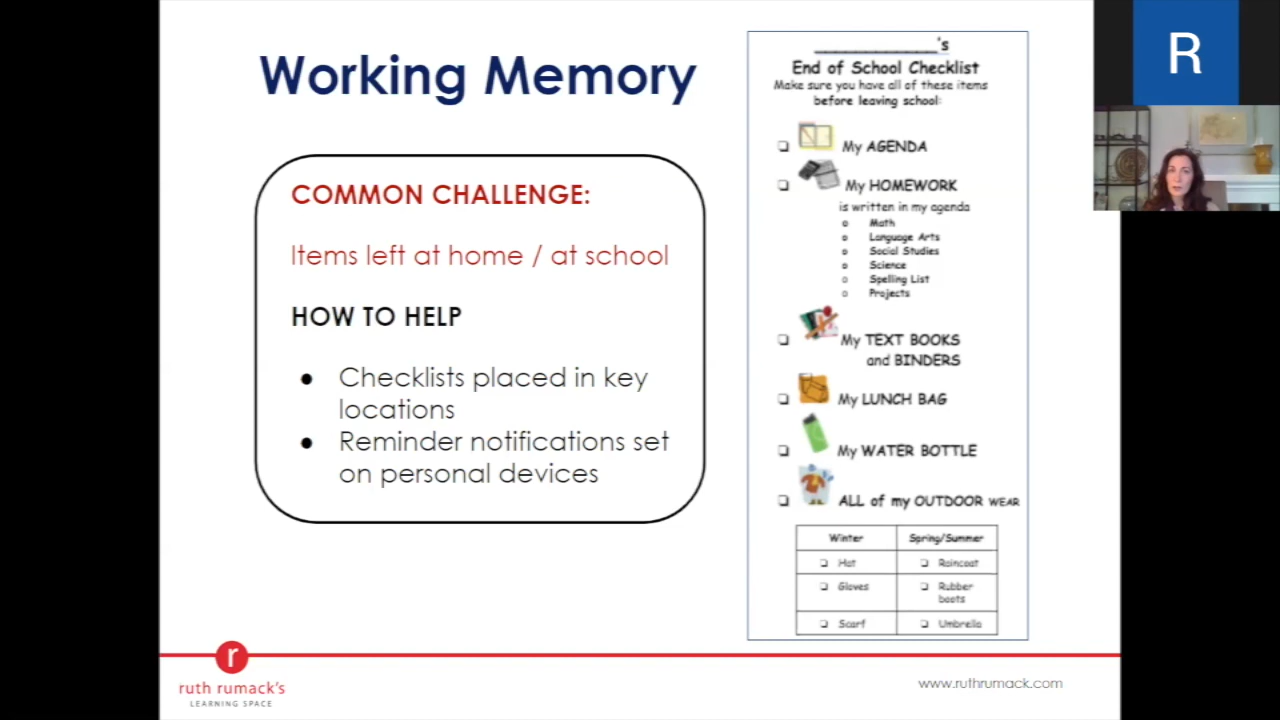 Working Memory
COMMON CHALLENGE:
Items left at home / at school
HOW TO HELP
● Checklists placed in key
locations
● Reminder notifications set
on personal devices
_____________'s
End of School Checklist
Make sure you have all of these items
before leaving school:
❏ My AGENDA
❏ My HOMEWORK
is written in my agenda
o Math
o Language Arts
o Social Studies
o Science
o Spelling List
o Projects
❏ My TEXT BOOKS
and BINDERS
❏ My LUNCH BAG
❏ My WATER BOTTLE
❏ ALL of my OUTDOOR WEAR
Winter Spring/Summer
❏ Hat ❏ Raincoat
❏ Gloves ❏ Rubber
boots
❏ Scarf ❏ Umbrella
R
r
ruth rumack's
LEARNING SPACE
www.ruthrumack.com